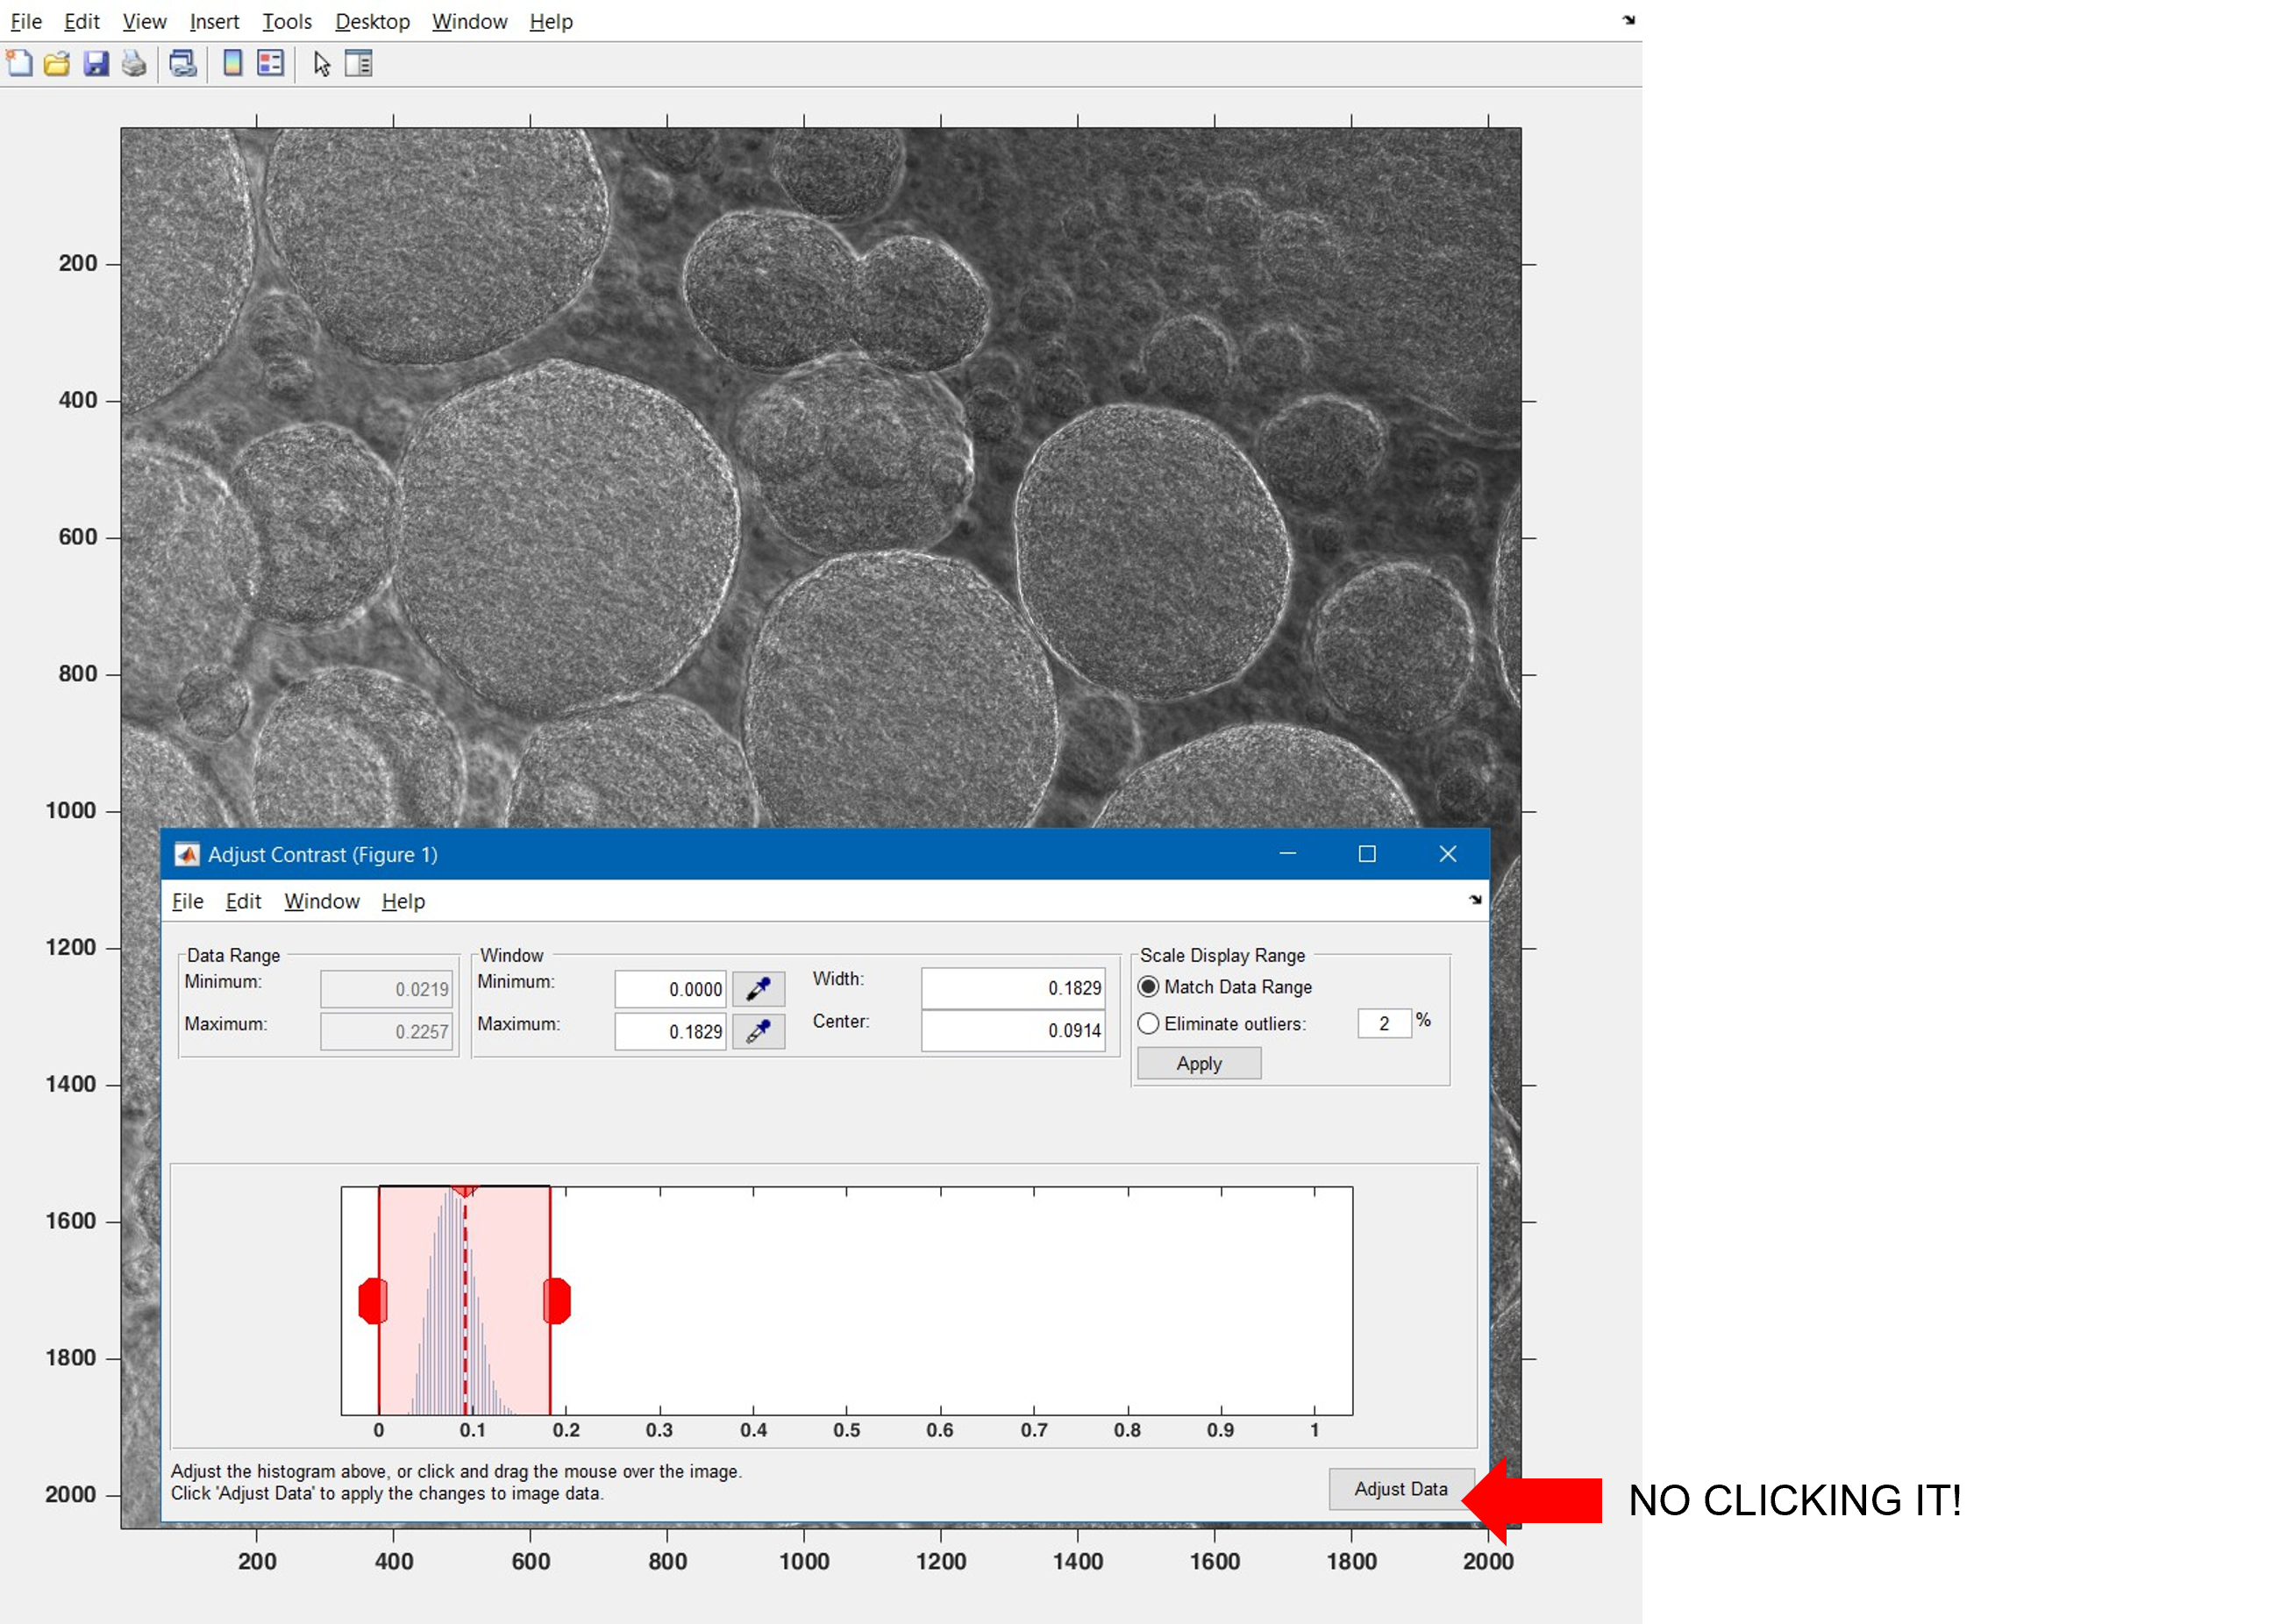 File Edit View Insert Tools Desktop Window Help
200
400
600
800
1000
1200
1400
1600
1800
2000
Adjust Contrast (Figure 1)
File Edit Window Help
Data Range
Minimum: 0.0219
Maximum: 0.2257
Window
Minimum: 0.0000
Maximum: 0.1829
Width: 0.1829
Center: 0.0914
Scale Display Range
Match Data Range
Eliminate outliers: 2 %
Apply
0 0.1 0.2 0.3 0.4 0.5 0.6 0.7 0.8 0.9 1
Adjust the histogram above, or click and drag the mouse over the image.
Click 'Adjust Data' to apply the changes to image data.
Adjust Data
NO CLICKING IT!
200 400 600 800 1000 1200 1400 1600 1800 2000